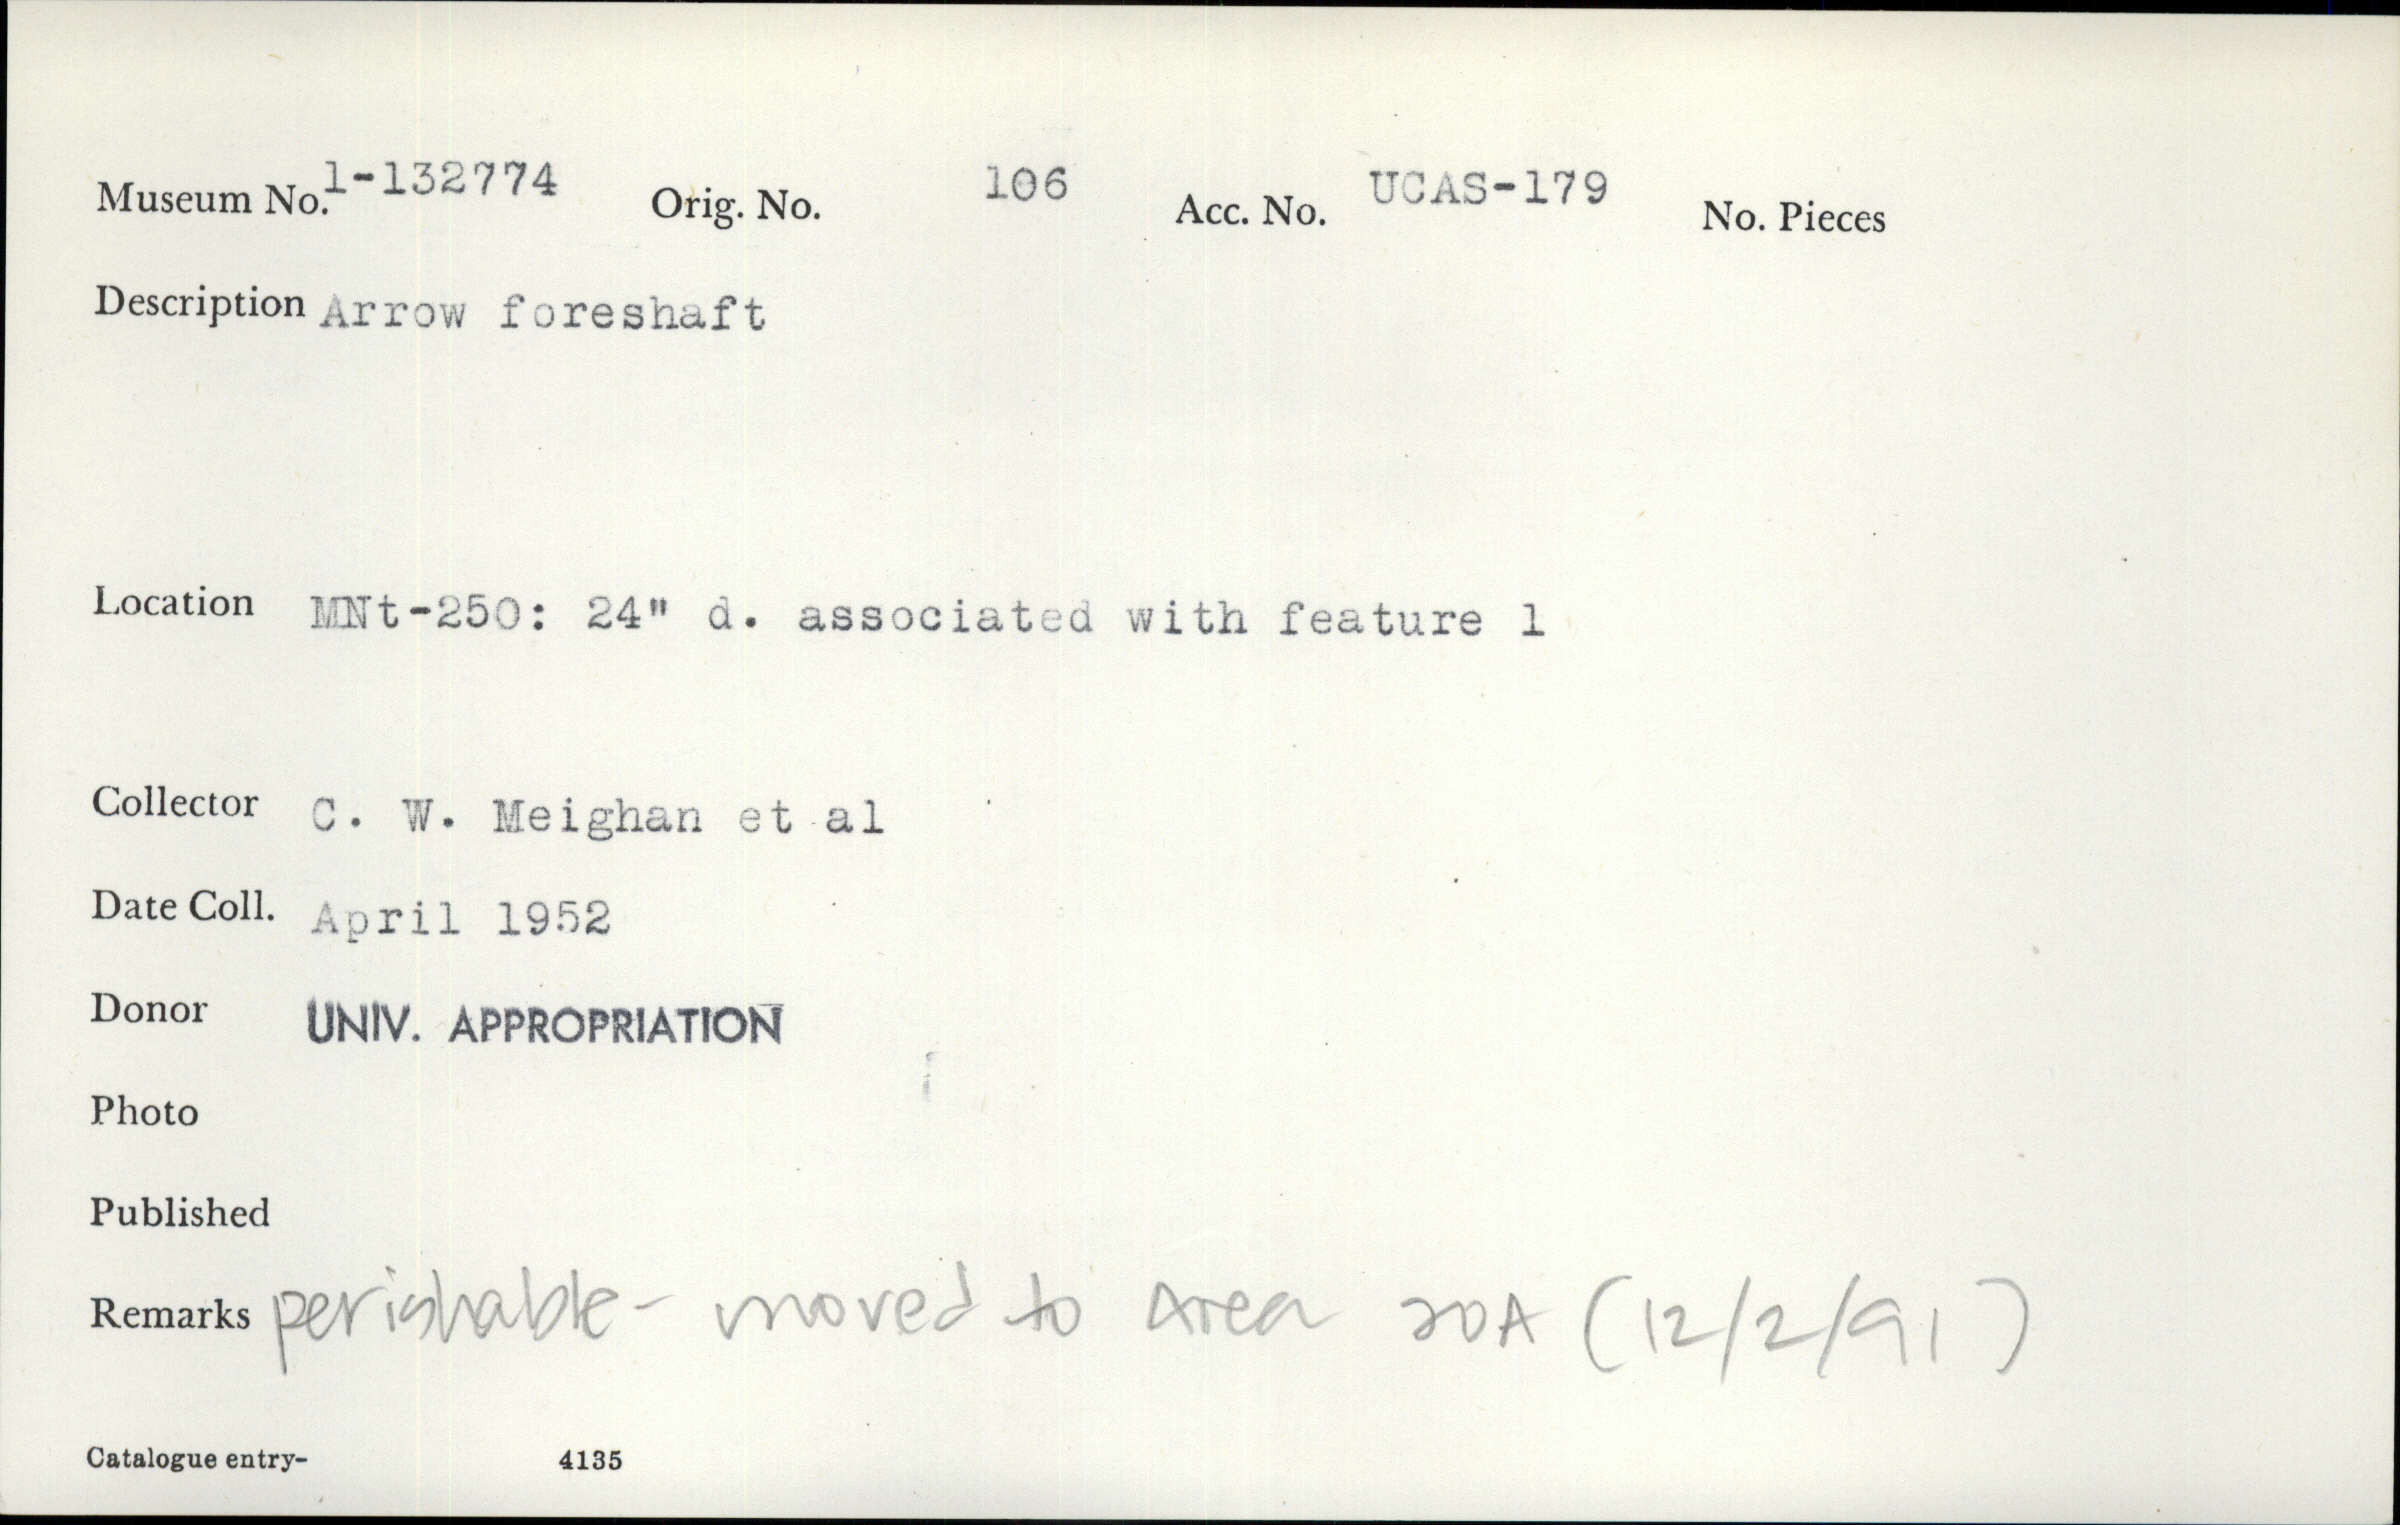 Museum No. 1-132774 Orig. No. 106 Acc. No. UCAS-179 No. Pieces
Description Arrow foreshaft
Location MNt-250: 24" d. associated with feature 1
Collector C. W. Meighan et al
Date Coll. April 1952
Donor UNIV. APPROPRIATION
Photo
Published
Remarks perishable - moved to Area 20A (12/2/91)
Catalogue entry- 4135